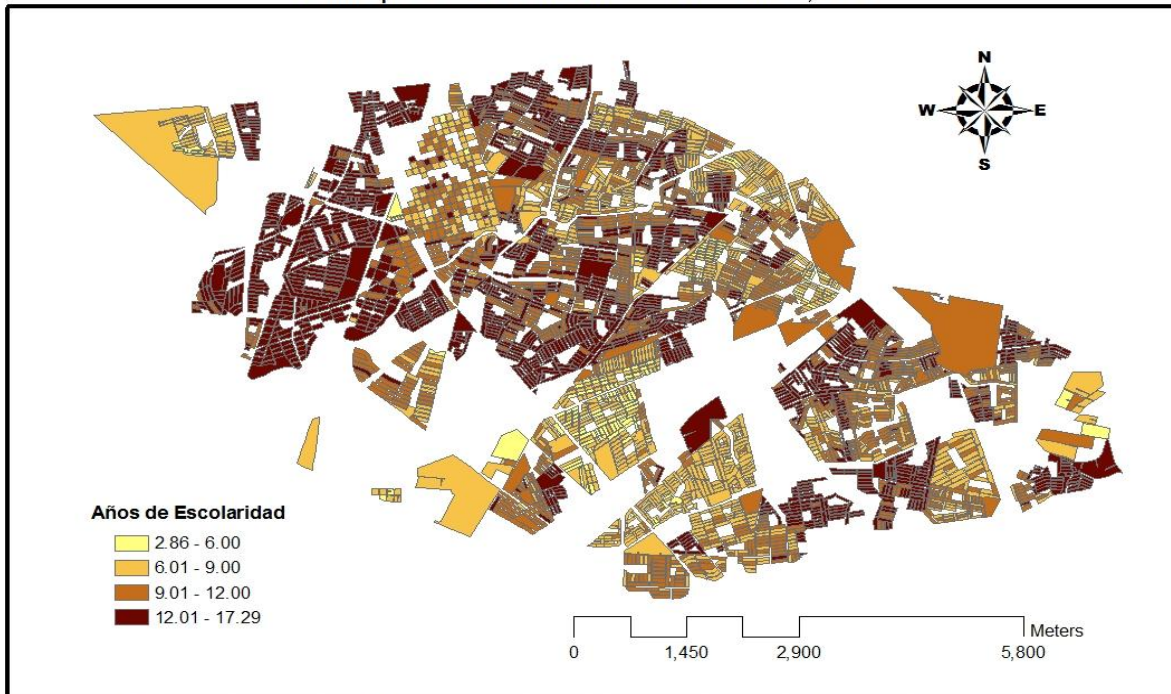 N
W E
S
Años de Escolaridad
2.86 - 6.00
6.01 - 9.00
9.01 - 12.00
12.01 - 17.29
Meters
0 1,450 2,900 5,800